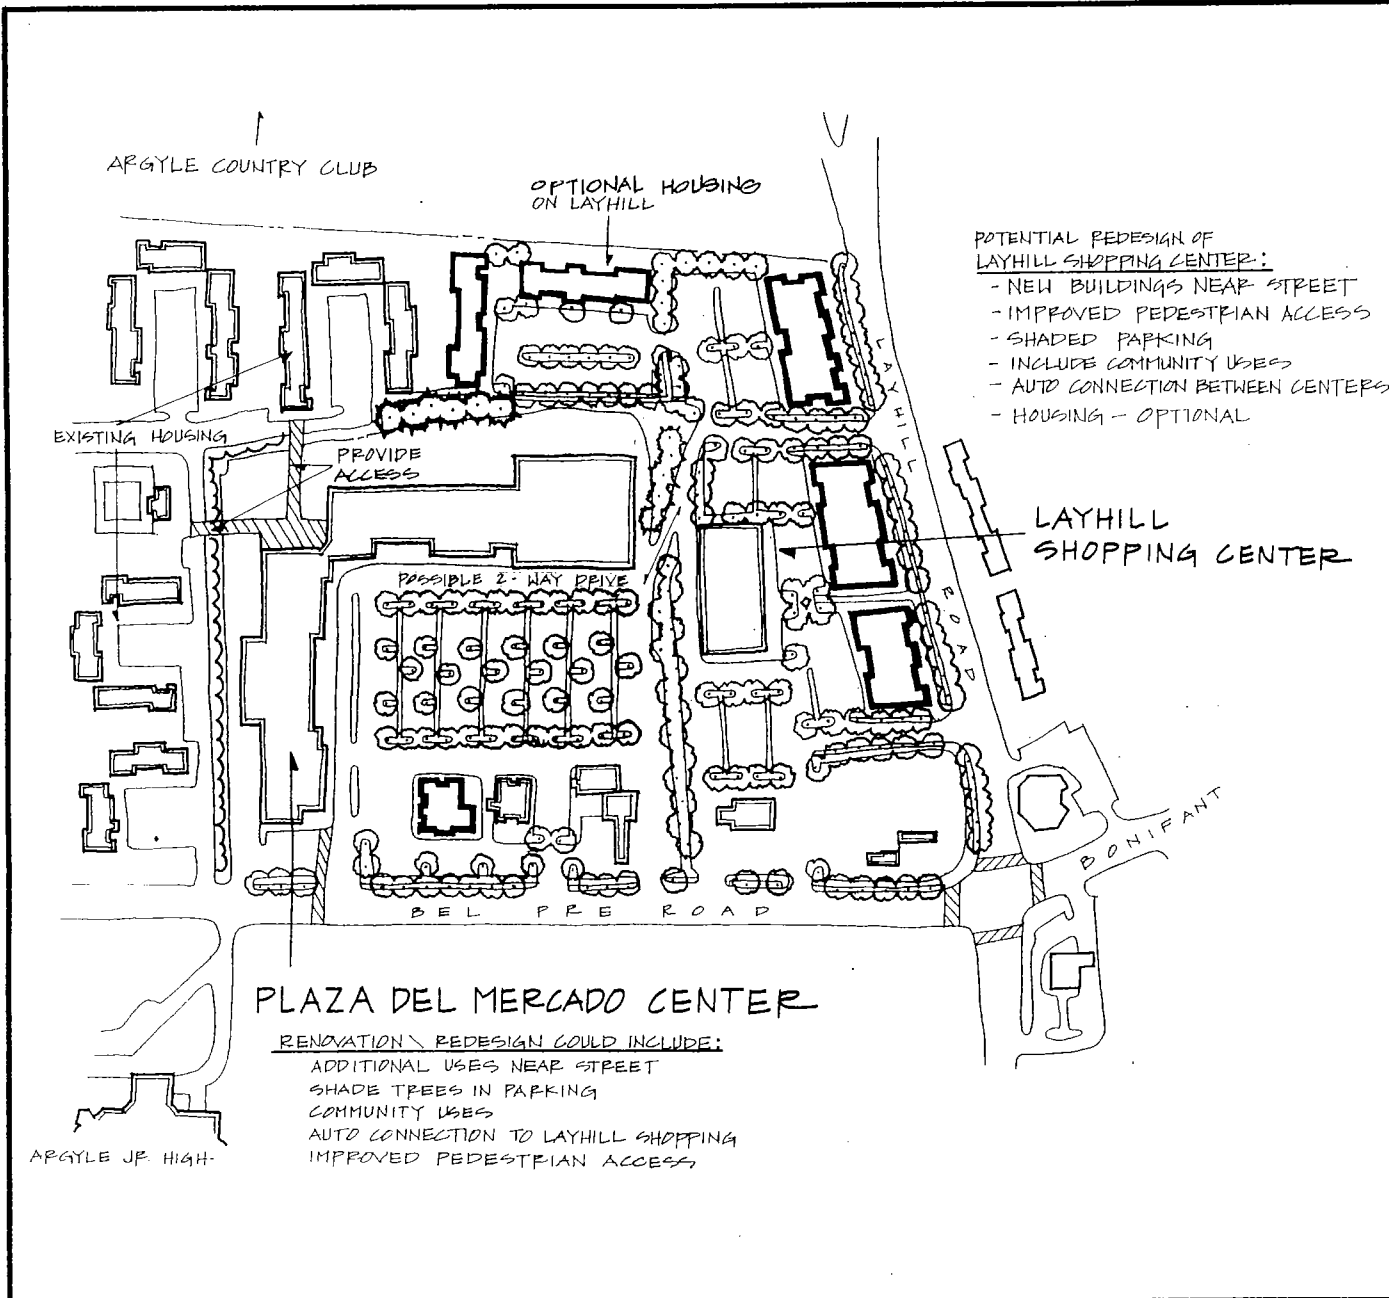 ARGYLE COUNTRY CLUB
OPTIONAL HOUSING
ON LAYHILL
POTENTIAL REDESIGN OF
LAYHILL SHOPPING CENTER:
- NEW BUILDINGS NEAR STREET
- IMPROVED PEDESTRIAN ACCESS
- SHADED PARKING
- INCLUDE COMMUNITY USES
- AUTO CONNECTION BETWEEN CENTERS
- HOUSING - OPTIONAL
LAYHILL ROAD
EXISTING HOUSING
PROVIDE
ACCESS
LAYHILL
SHOPPING CENTER
POSSIBLE 2-WAY DRIVE
BONIFANT
BEL PRE ROAD
PLAZA DEL MERCADO CENTER
RENOVATION \ REDESIGN COULD INCLUDE:
ADDITIONAL USES NEAR STREET
SHADE TREES IN PARKING
COMMUNITY USES
AUTO CONNECTION TO LAYHILL SHOPPING
IMPROVED PEDESTRIAN ACCESS
ARGYLE JR. HIGH-